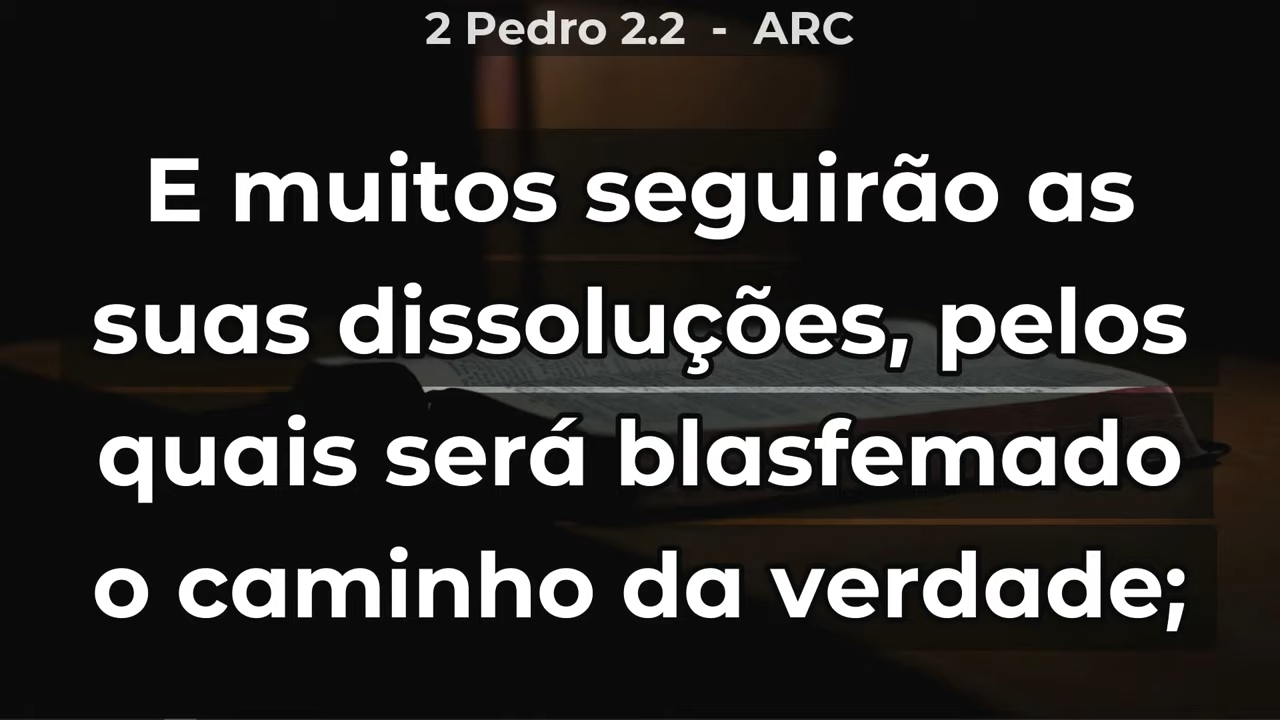 2 Pedro 2.2 - ARC
E muitos seguirão as
suas dissoluções, pelos
quais será blasfemado
o caminho da verdade;